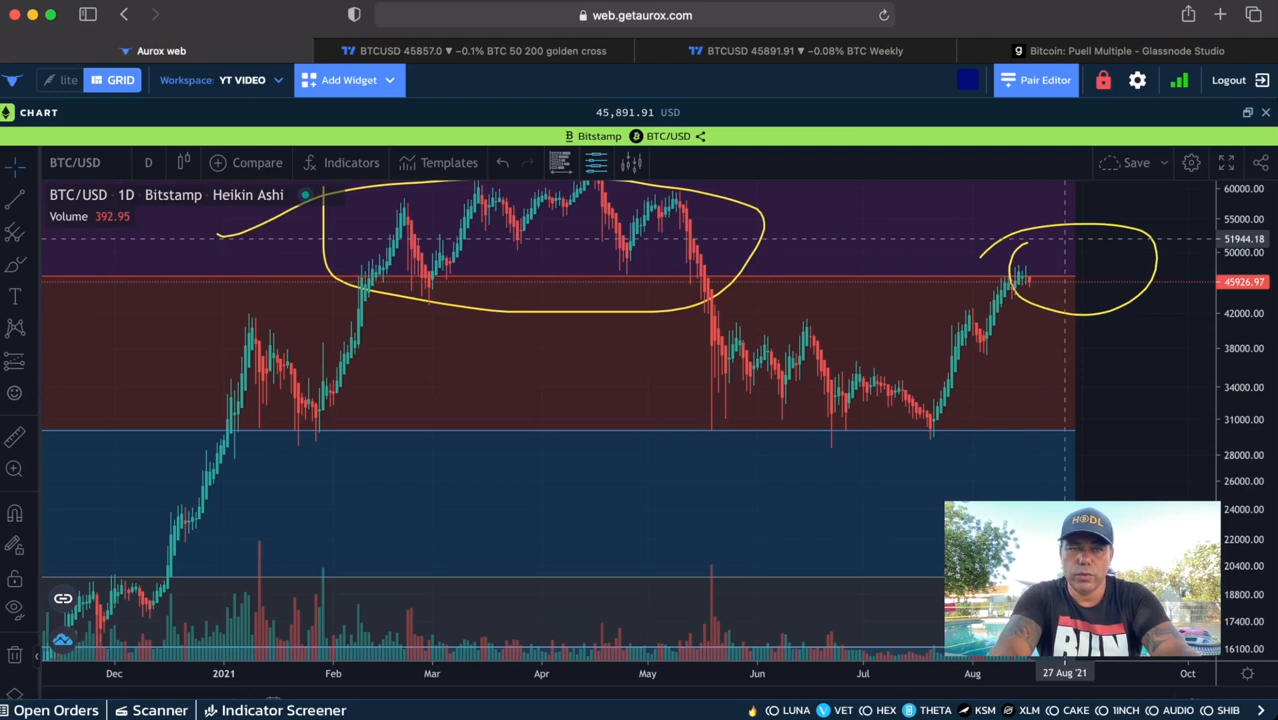 web.getaurox.com
Aurox web
BTCUSD 45857.0 ▼ −0.1% BTC 50 200 golden cross
BTCUSD 45891.91 ▼ −0.08% BTC Weekly
g Bitcoin: Puell Multiple - Glassnode Studio
lite GRID Workspace: YT VIDEO Add Widget Pair Editor Logout
CHART 45,891.91 USD
Bitstamp BTC/USD
BTC/USD D Compare Indicators Templates Save
BTC/USD · 1D · Bitstamp · Heikin Ashi
Volume 392.95
60000.00
55000.00
51944.18
50000.00
45926.97
42000.00
38000.00
34000.00
31000.00
28000.00
26000.00
24000.00
22000.00
20400.00
18800.00
17400.00
16100.00
HODL
RUN
Dec 2021 Feb Mar Apr May Jun Jul Aug 27 Aug '21 Oct
Open Orders Scanner Indicator Screener LUNA VET HEX THETA KSM XLM CAKE 1INCH AUDIO SHIB